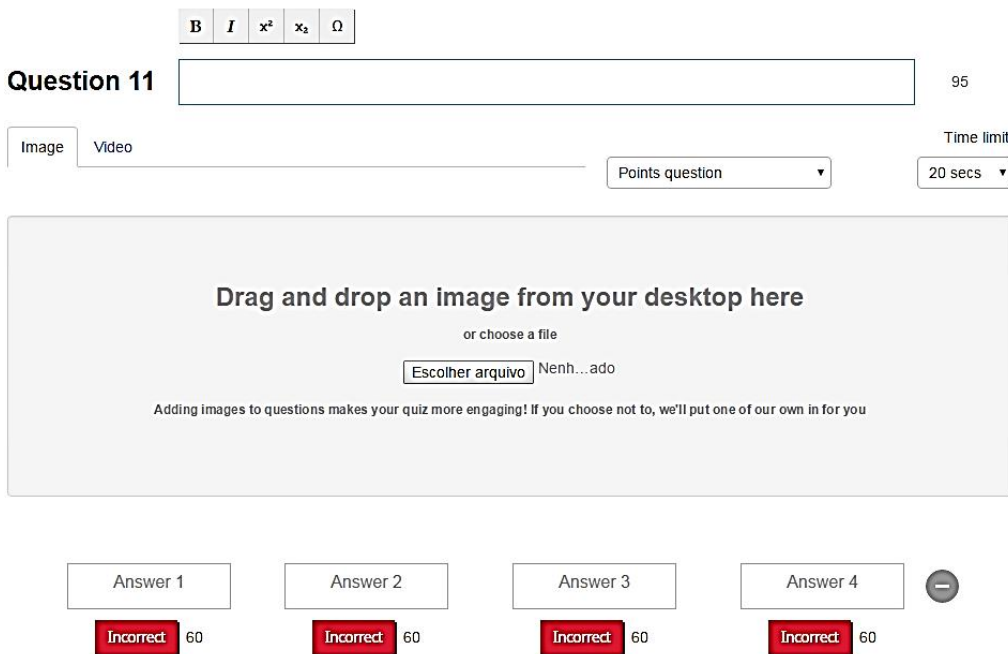 B I x² x₂ Ω
Question 11 95
Image Video
Time limit
Points question 20 secs
Drag and drop an image from your desktop here
or choose a file
Escolher arquivo Nenh...ado
Adding images to questions makes your quiz more engaging! If you choose not to, we'll put one of our own in for you
Answer 1 Answer 2 Answer 3 Answer 4
Incorrect 60 Incorrect 60 Incorrect 60 Incorrect 60